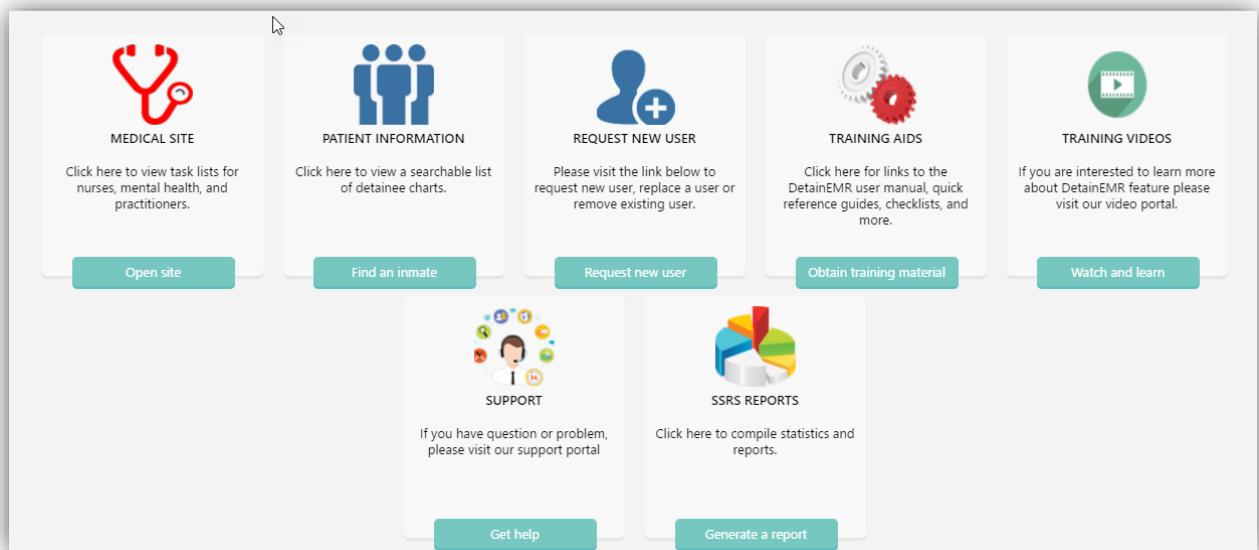 MEDICAL SITE
Click here to view task lists for
nurses, mental health, and
practitioners.
Open site
PATIENT INFORMATION
Click here to view a searchable list
of detainee charts.
Find an inmate
REQUEST NEW USER
Please visit the link below to
request new user, replace a user or
remove existing user.
Request new user
TRAINING AIDS
Click here for links to the
DetainEMR user manual, quick
reference guides, checklists, and
more.
Obtain training material
TRAINING VIDEOS
If you are interested to learn more
about DetainEMR feature please
visit our video portal.
Watch and learn
SUPPORT
If you have question or problem,
please visit our support portal
Get help
SSRS REPORTS
Click here to compile statistics and
reports.
Generate a report